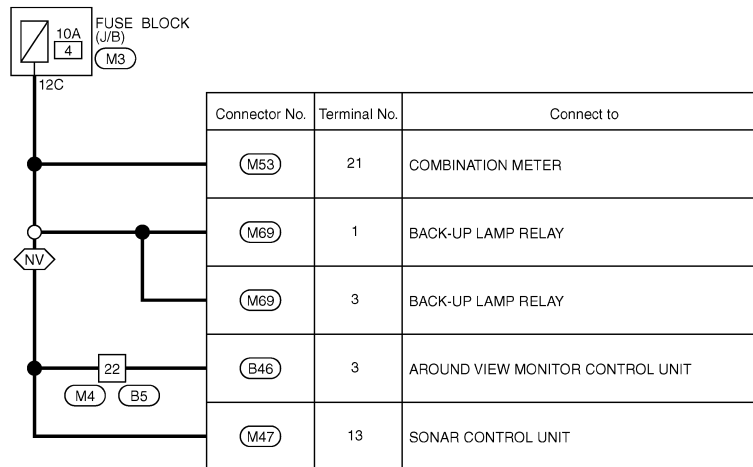 FUSE BLOCK
(J/B)
10A
4
M3
12C
Connector No. Terminal No. Connect to
M53 21 COMBINATION METER
M69 1 BACK-UP LAMP RELAY
NV
M69 3 BACK-UP LAMP RELAY
22 B46 3 AROUND VIEW MONITOR CONTROL UNIT
M4 B5
M47 13 SONAR CONTROL UNIT